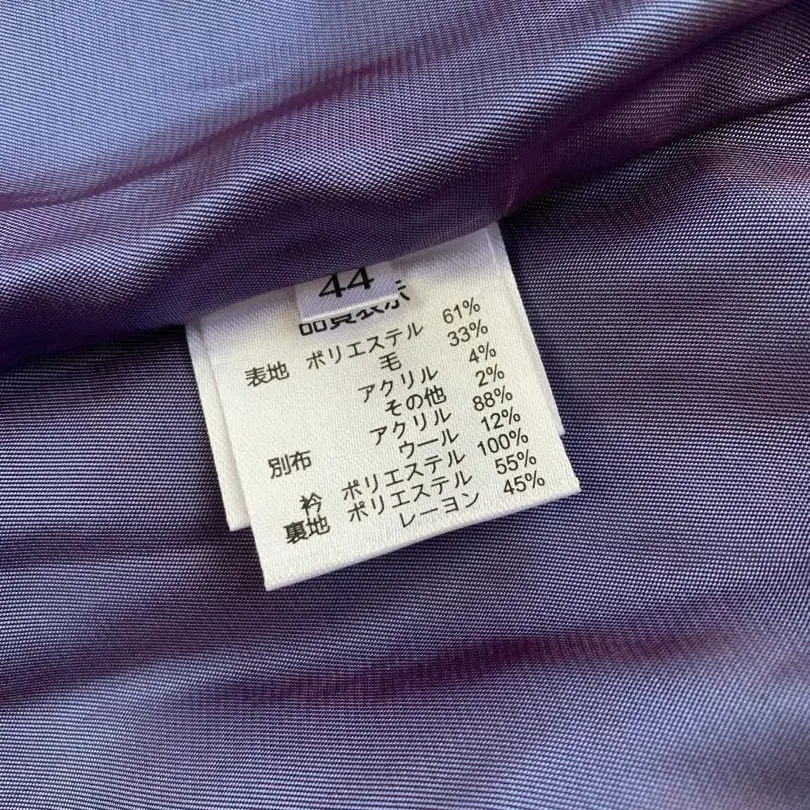 44
品質表示
表地 ポリエステル 61%
毛 33%
アクリル 4%
その他 2%
別布 アクリル 88%
ウール 12%
衿 ポリエステル 100%
裏地 ポリエステル 55%
レーヨン 45%